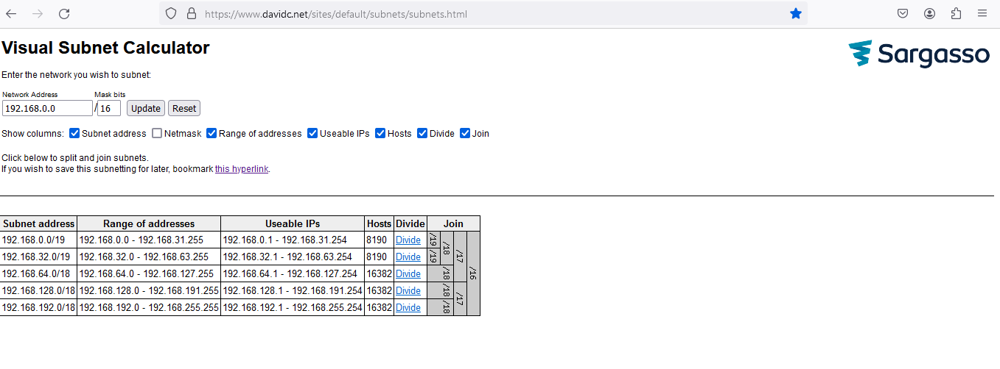 https://www.davidc.net/sites/default/subnets/subnets.html
Visual Subnet Calculator
Sargasso
Enter the network you wish to subnet:
Network Address Mask bits
192.168.0.0 / 16 Update Reset
Show columns: Subnet address Netmask Range of addresses Useable IPs Hosts Divide Join
Click below to split and join subnets.
If you wish to save this subnetting for later, bookmark this hyperlink.
Subnet address Range of addresses Useable IPs Hosts Divide Join
192.168.0.0/19 192.168.0.0 - 192.168.31.255 192.168.0.1 - 192.168.31.254 8190 Divide /19 /18 /17 /16
192.168.32.0/19 192.168.32.0 - 192.168.63.255 192.168.32.1 - 192.168.63.254 8190 Divide /19
192.168.64.0/18 192.168.64.0 - 192.168.127.255 192.168.64.1 - 192.168.127.254 16382 Divide /18
192.168.128.0/18 192.168.128.0 - 192.168.191.255 192.168.128.1 - 192.168.191.254 16382 Divide /18 /17
192.168.192.0/18 192.168.192.0 - 192.168.255.255 192.168.192.1 - 192.168.255.254 16382 Divide /18